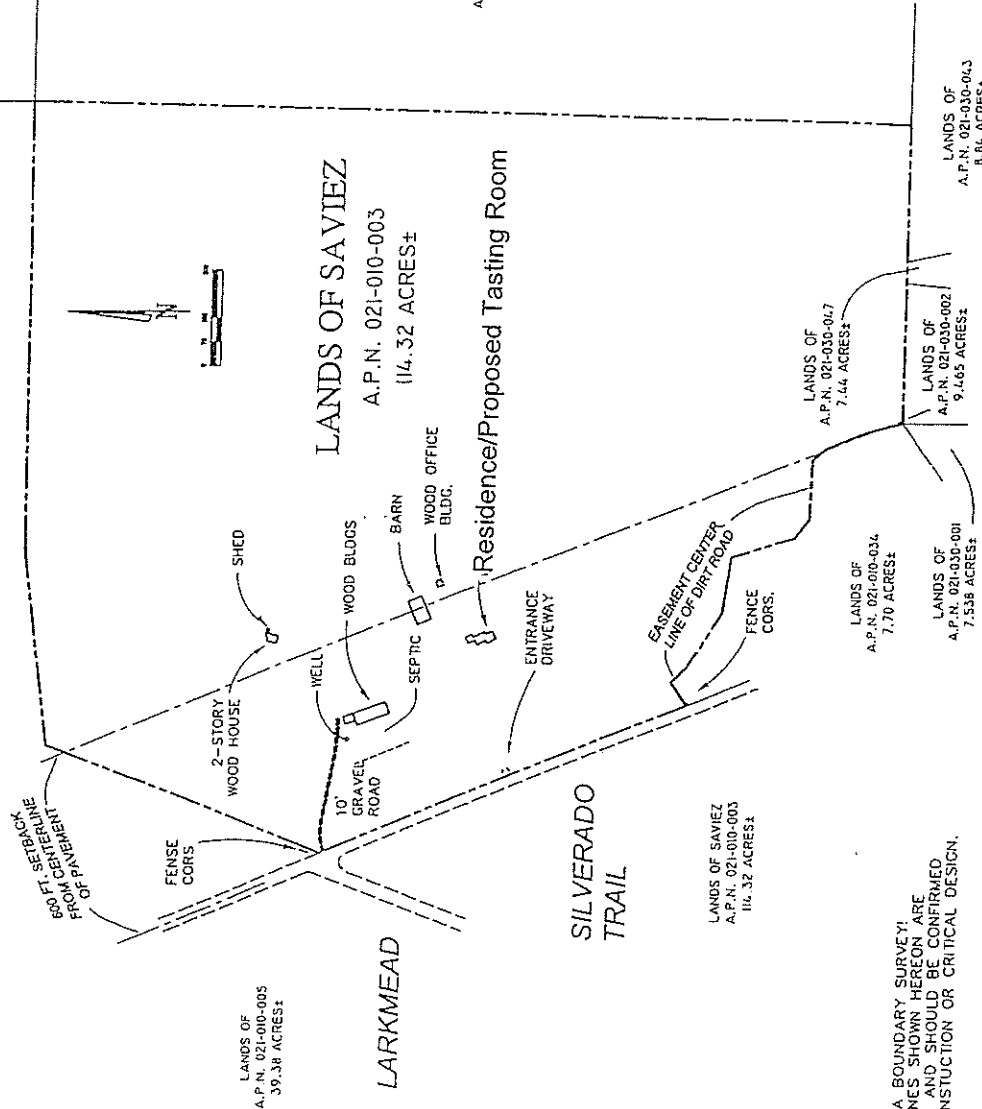 A
LANDS OF SAVIEZ
A.P.N. 021-010-003
114.32 ACRES±
N
600 FT. SETBACK
FROM CENTERLINE
OF PAVEMENT
2-STORY
WOOD HOUSE
SHED
FENSE
CORS
WELL
WOOD BLDGS
10'
GRAVEL
ROAD
SEPTIC
BARN
WOOD OFFICE
BLDG.
Residence/Proposed Tasting Room
ENTRANCE
DRIVEWAY
EASEMENT CENTER
LINE OF DIRT ROAD
FENCE
CORS.
LANDS OF
A.P.N. 021-010-005
39.38 ACRES±
LARKMEAD
SILVERADO
TRAIL
LANDS OF SAVIEZ
A.P.N. 021-010-003
114.32 ACRES±
LANDS OF
A.P.N. 021-010-034
7.70 ACRES±
LANDS OF
A.P.N. 021-030-001
7.538 ACRES±
LANDS OF
A.P.N. 021-030-047
7.44 ACRES±
LANDS OF
A.P.N. 021-030-002
9.465 ACRES±
LANDS OF
A.P.N. 021-030-043
8.84 ACRES±
A BOUNDARY SURVEY!
NES SHOWN HEREON ARE
AND SHOULD BE CONFIRMED
NSTUCTION OR CRITICAL DESIGN.